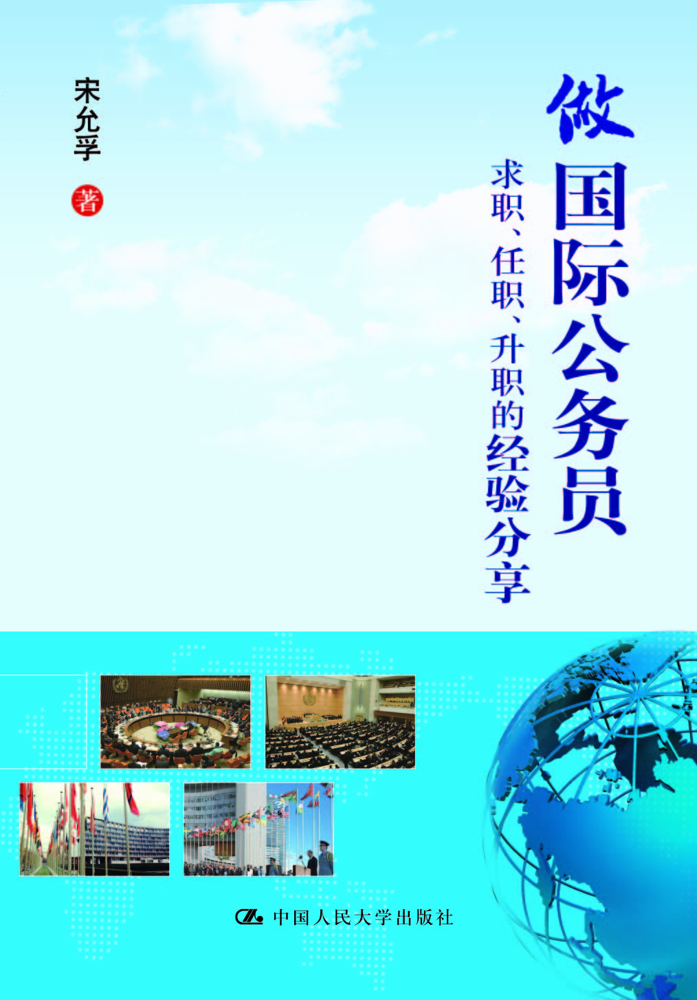 做国际公务员
求职、任职、升职的经验分享
宋允孚
著
中国人民大学出版社